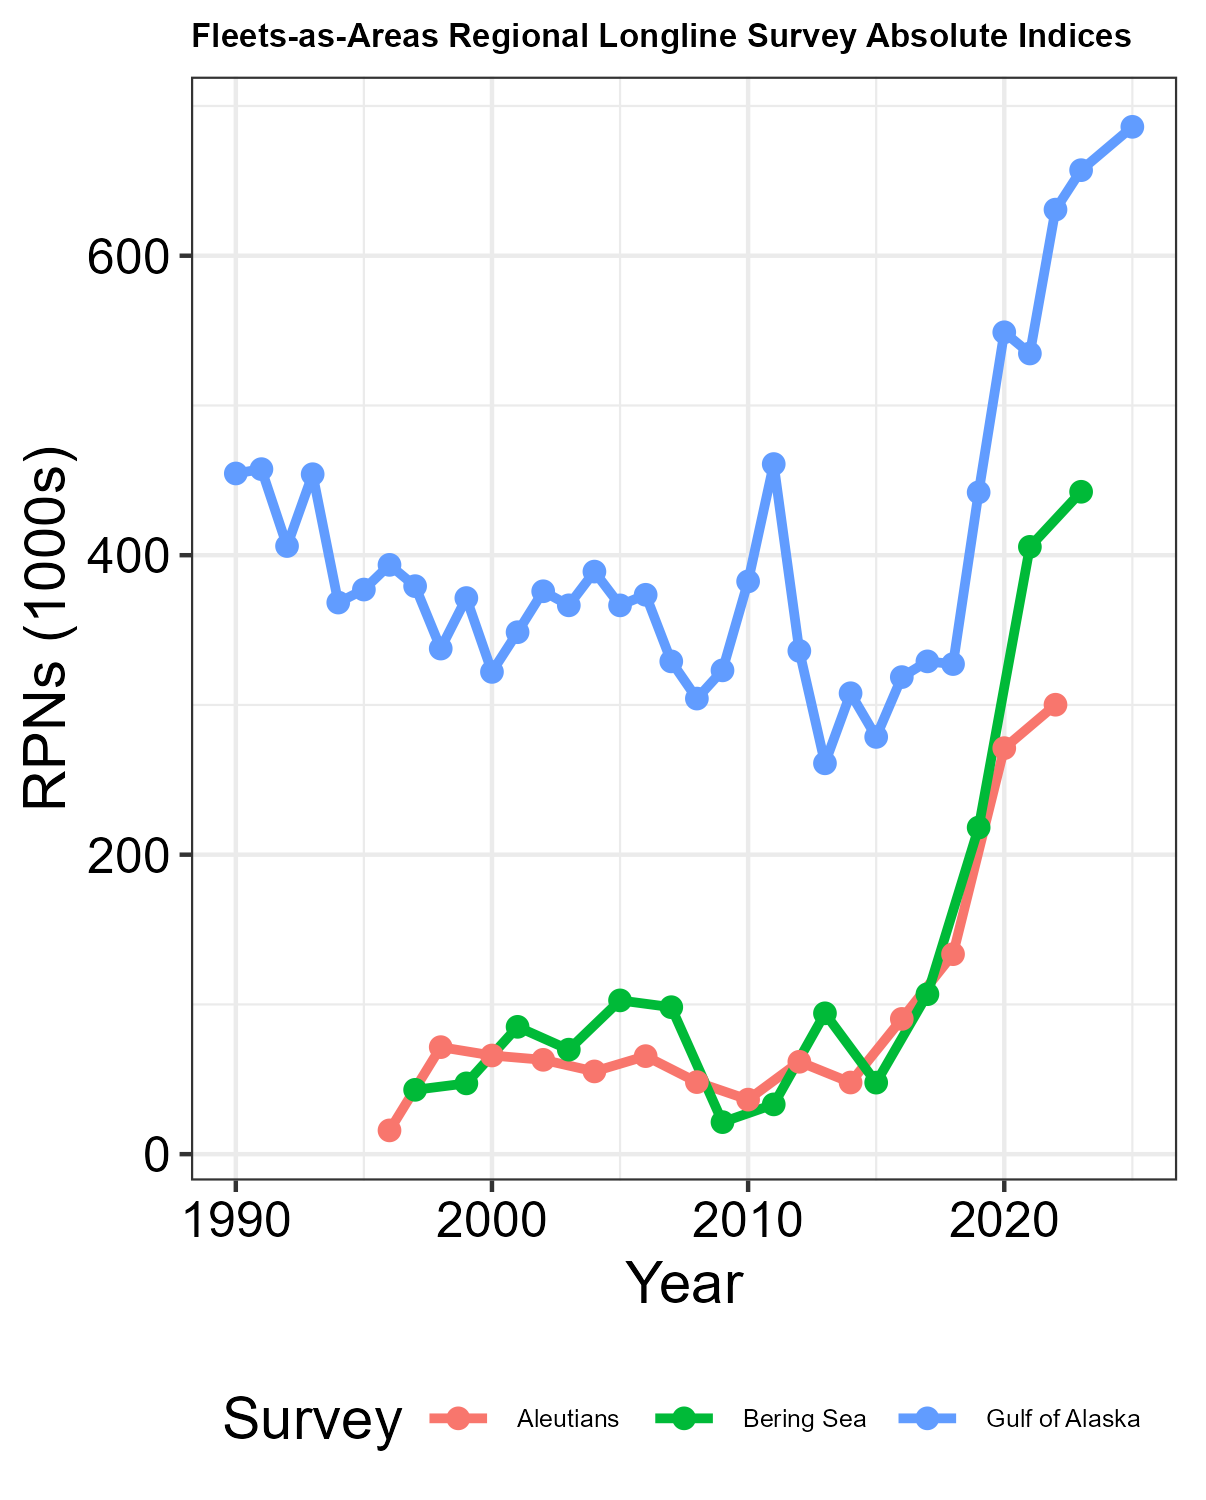 Fleets-as-Areas Regional Longline Survey Absolute Indices
RPNs (1000s)
600
400
200
0
1990 2000 2010 2020
Year
Survey Aleutians Bering Sea Gulf of Alaska